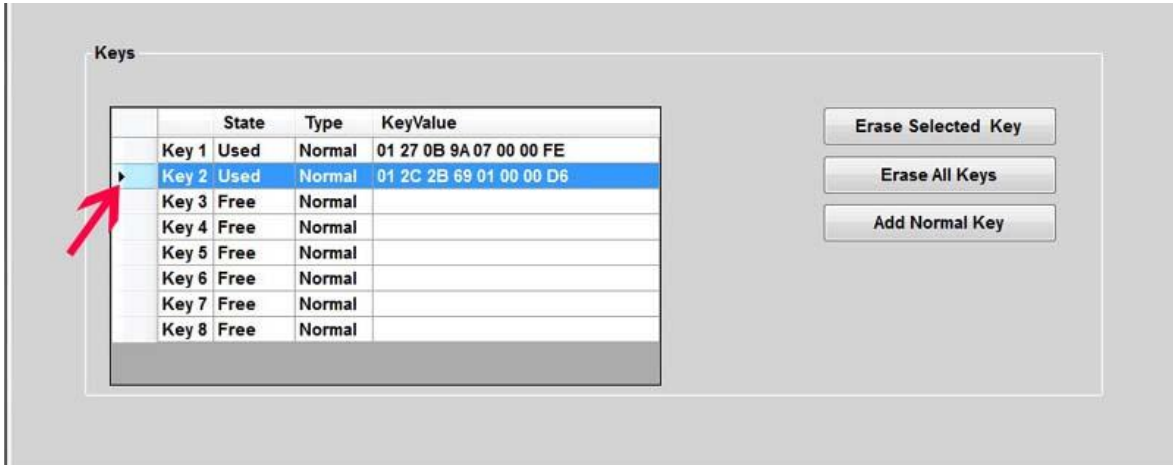 Keys
State Type KeyValue
Key 1 Used Normal 01 27 0B 9A 07 00 00 FE
Key 2 Used Normal 01 2C 2B 69 01 00 00 D6
Key 3 Free Normal
Key 4 Free Normal
Key 5 Free Normal
Key 6 Free Normal
Key 7 Free Normal
Key 8 Free Normal
Erase Selected Key
Erase All Keys
Add Normal Key